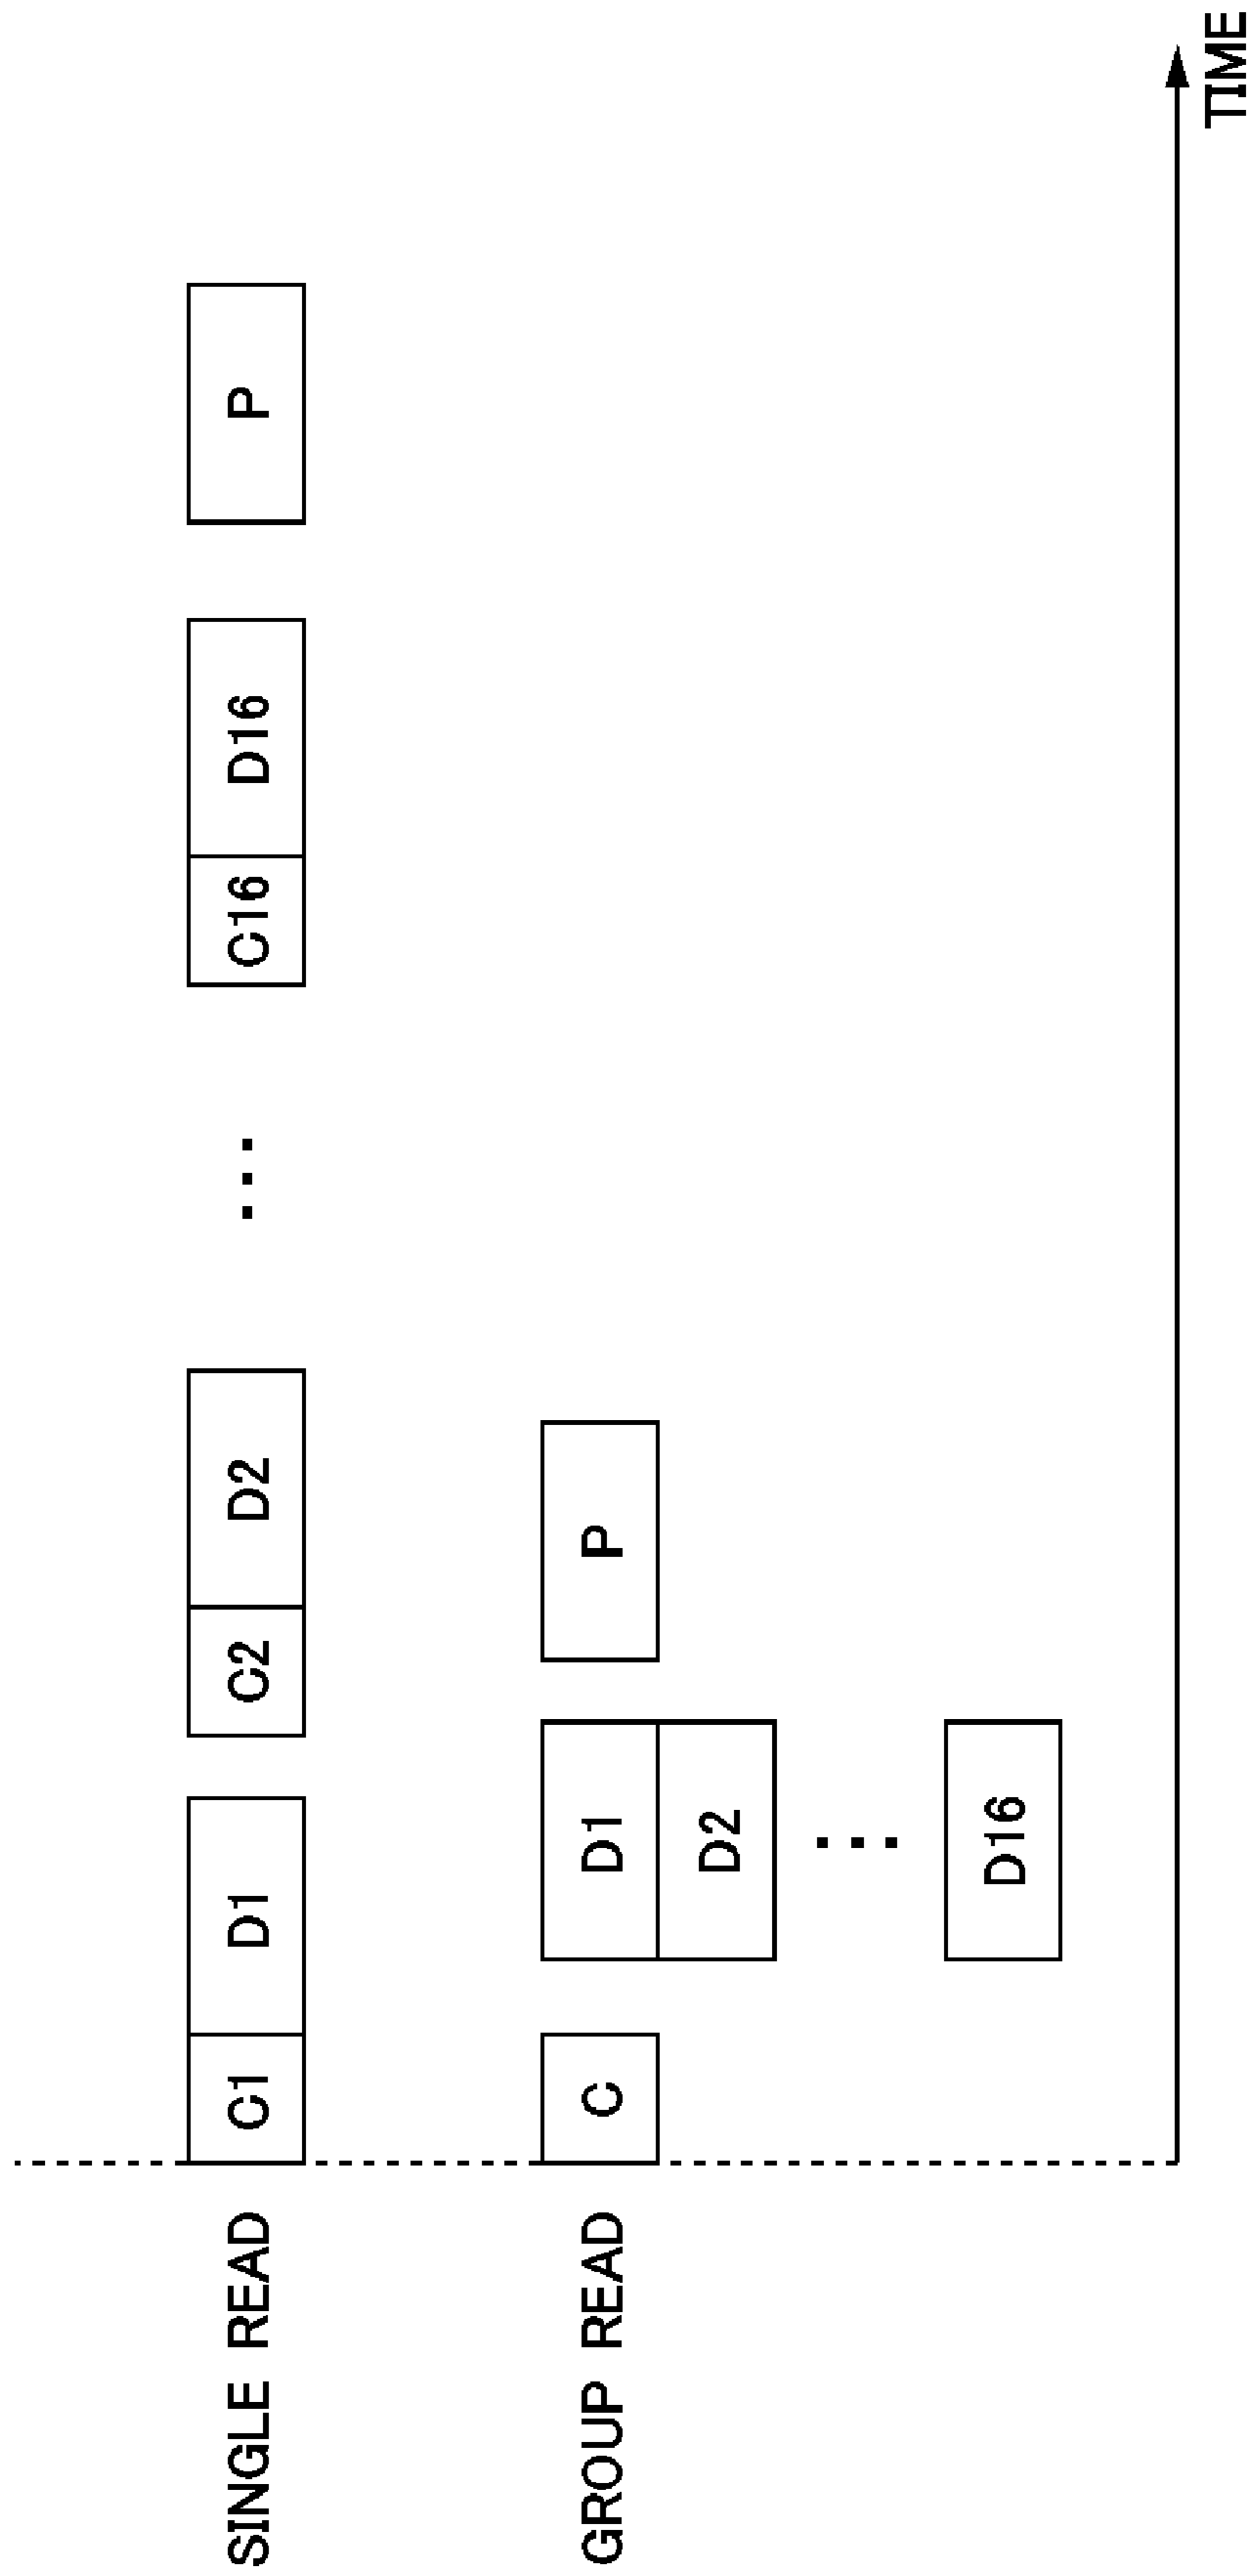 SINGLE READ
C1
D1
C2
D2
...
C16
D16
P
GROUP READ
C
D1
P
D2
...
D16
TIME